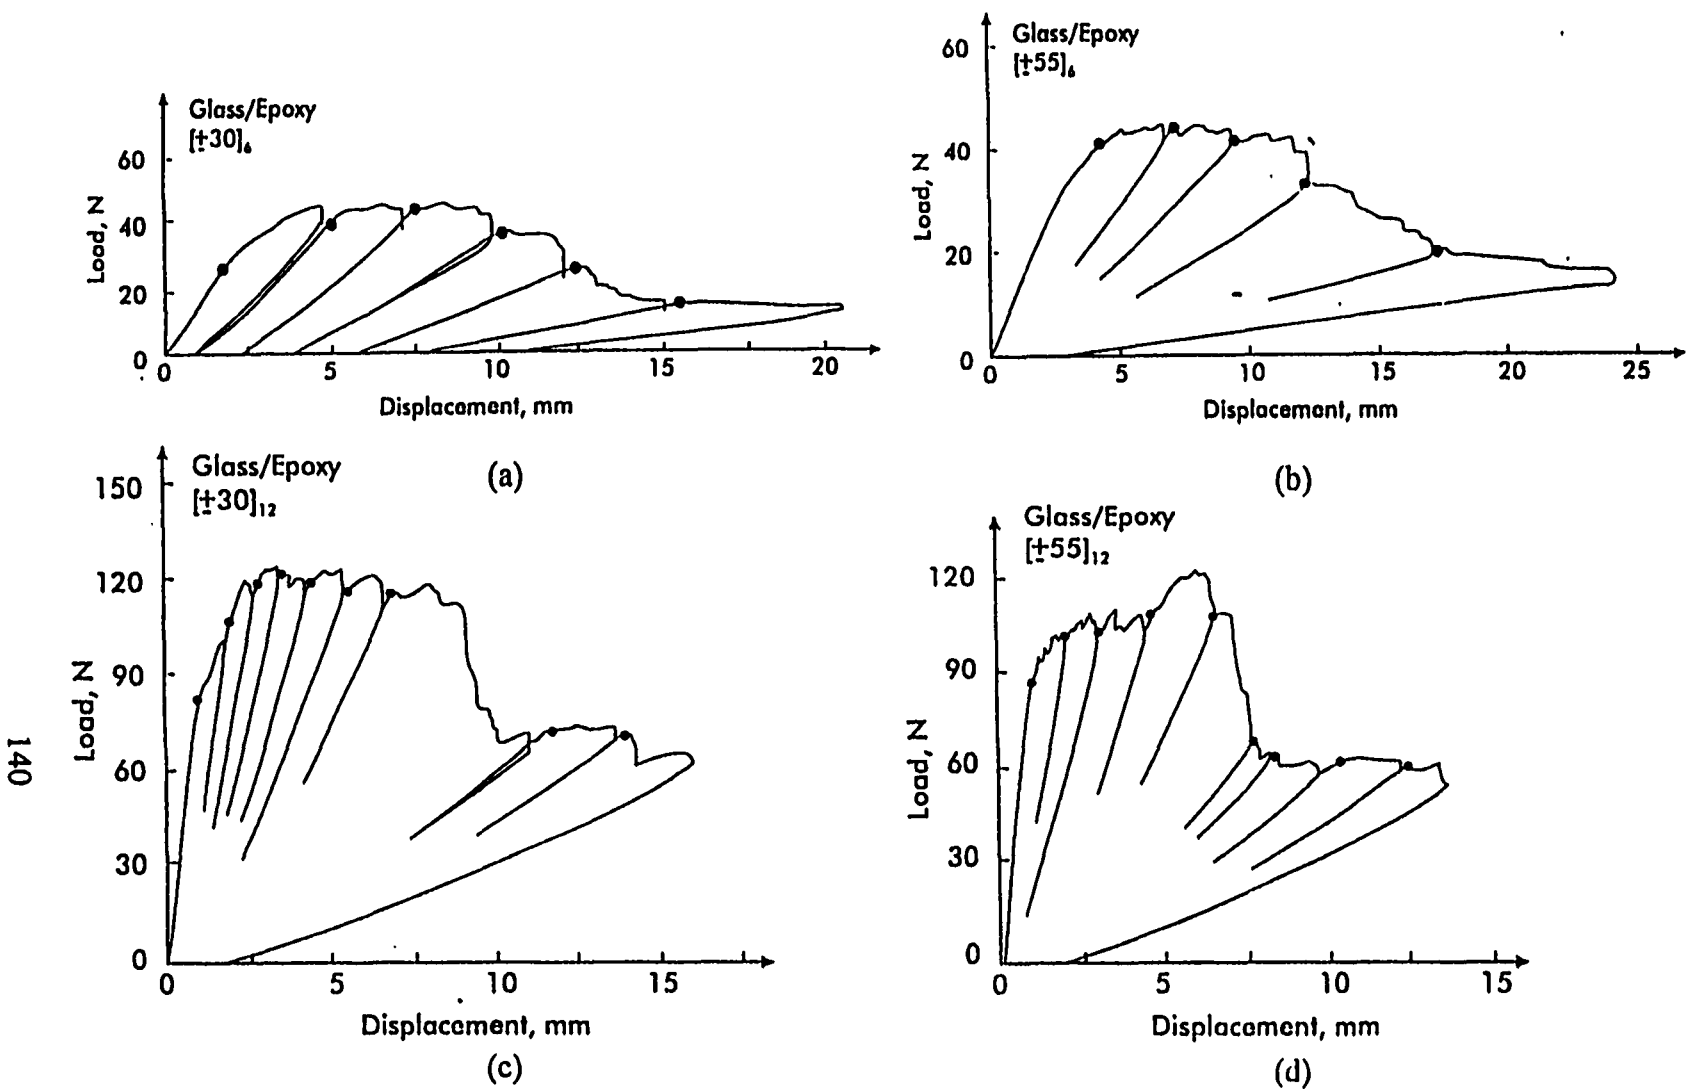 Glass/Epoxy
[±30]₆
60
40
20
0
Load, N
0 5 10 15 20
Displacement, mm
(a)
Glass/Epoxy
[±55]₆
60
40
20
0
Load, N
0 5 10 15 20 25
Displacement, mm
(b)
Glass/Epoxy
[±30]₁₂
150
120
90
60
30
0
Load, N
0 5 10 15
Displacement, mm
(c)
Glass/Epoxy
[±55]₁₂
120
90
60
30
0
Load, N
0 5 10 15
Displacement, mm
(d)
140